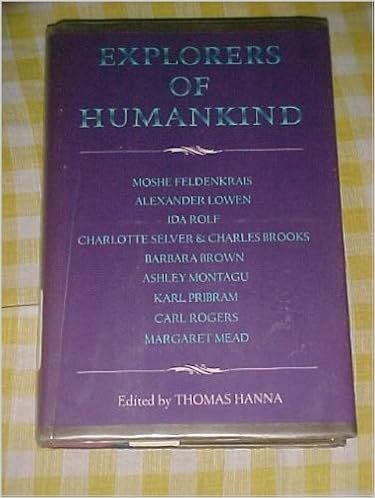 EXPLORERS
OF
HUMANKIND
MOSHE FELDENKRAIS
ALEXANDER LOWEN
IDA ROLF
CHARLOTTE SELVER & CHARLES BROOKS
BARBARA BROWN
ASHLEY MONTAGU
KARL PRIBRAM
CARL ROGERS
MARGARET MEAD
Edited by THOMAS HANNA